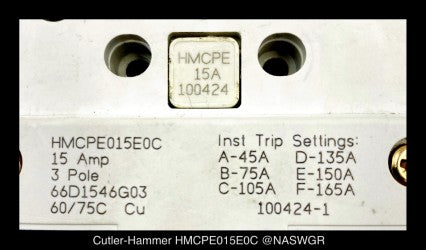 HMCPE
15A
100424
HMCPE015E0C
15 Amp
3 Pole
66D1546G03
60/75C Cu
Inst Trip Settings:
A-45A D-135A
B-75A E-150A
C-105A F-165A
100424-1
Cutler-Hammer HMCPE015E0C @NASWGR